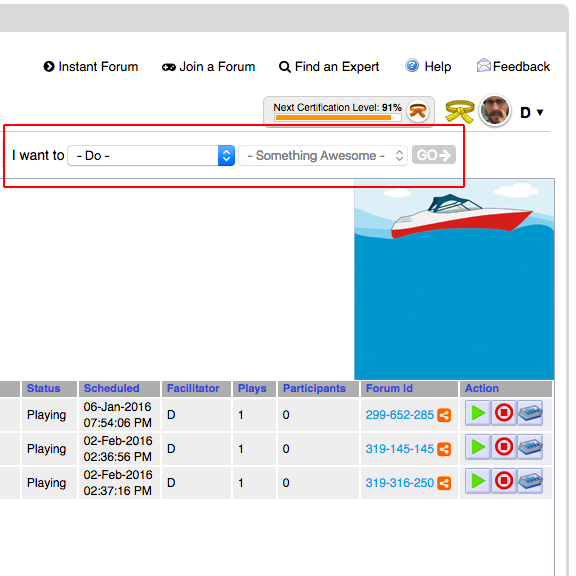 Instant Forum Join a Forum Find an Expert Help Feedback
Next Certification Level: 91%
D
I want to - Do - - Something Awesome - GO
Status Scheduled Facilitator Plays Participants Forum Id Action
Playing 06-Jan-2016 07:54:06 PM D 1 0 299-652-285
Playing 02-Feb-2016 02:36:56 PM D 1 0 319-145-145
Playing 02-Feb-2016 02:37:16 PM D 1 0 319-316-250